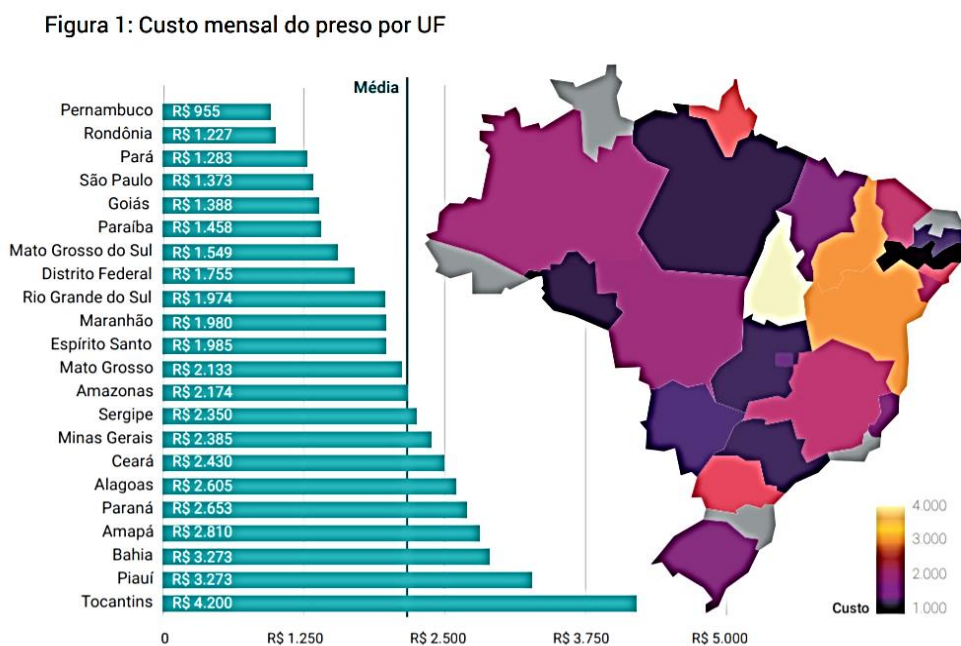 Figura 1: Custo mensal do preso por UF
Média
Pernambuco R$ 955
Rondônia R$ 1.227
Pará R$ 1.283
São Paulo R$ 1.373
Goiás R$ 1.388
Paraíba R$ 1.458
Mato Grosso do Sul R$ 1.549
Distrito Federal R$ 1.755
Rio Grande do Sul R$ 1.974
Maranhão R$ 1.980
Espírito Santo R$ 1.985
Mato Grosso R$ 2.133
Amazonas R$ 2.174
Sergipe R$ 2.350
Minas Gerais R$ 2.385
Ceará R$ 2.430
Alagoas R$ 2.605
Paraná R$ 2.653
Amapá R$ 2.810
Bahia R$ 3.273
Piauí R$ 3.273
Tocantins R$ 4.200
0 R$ 1.250 R$ 2.500 R$ 3.750 R$ 5.000
4.000
3.000
2.000
Custo 1.000